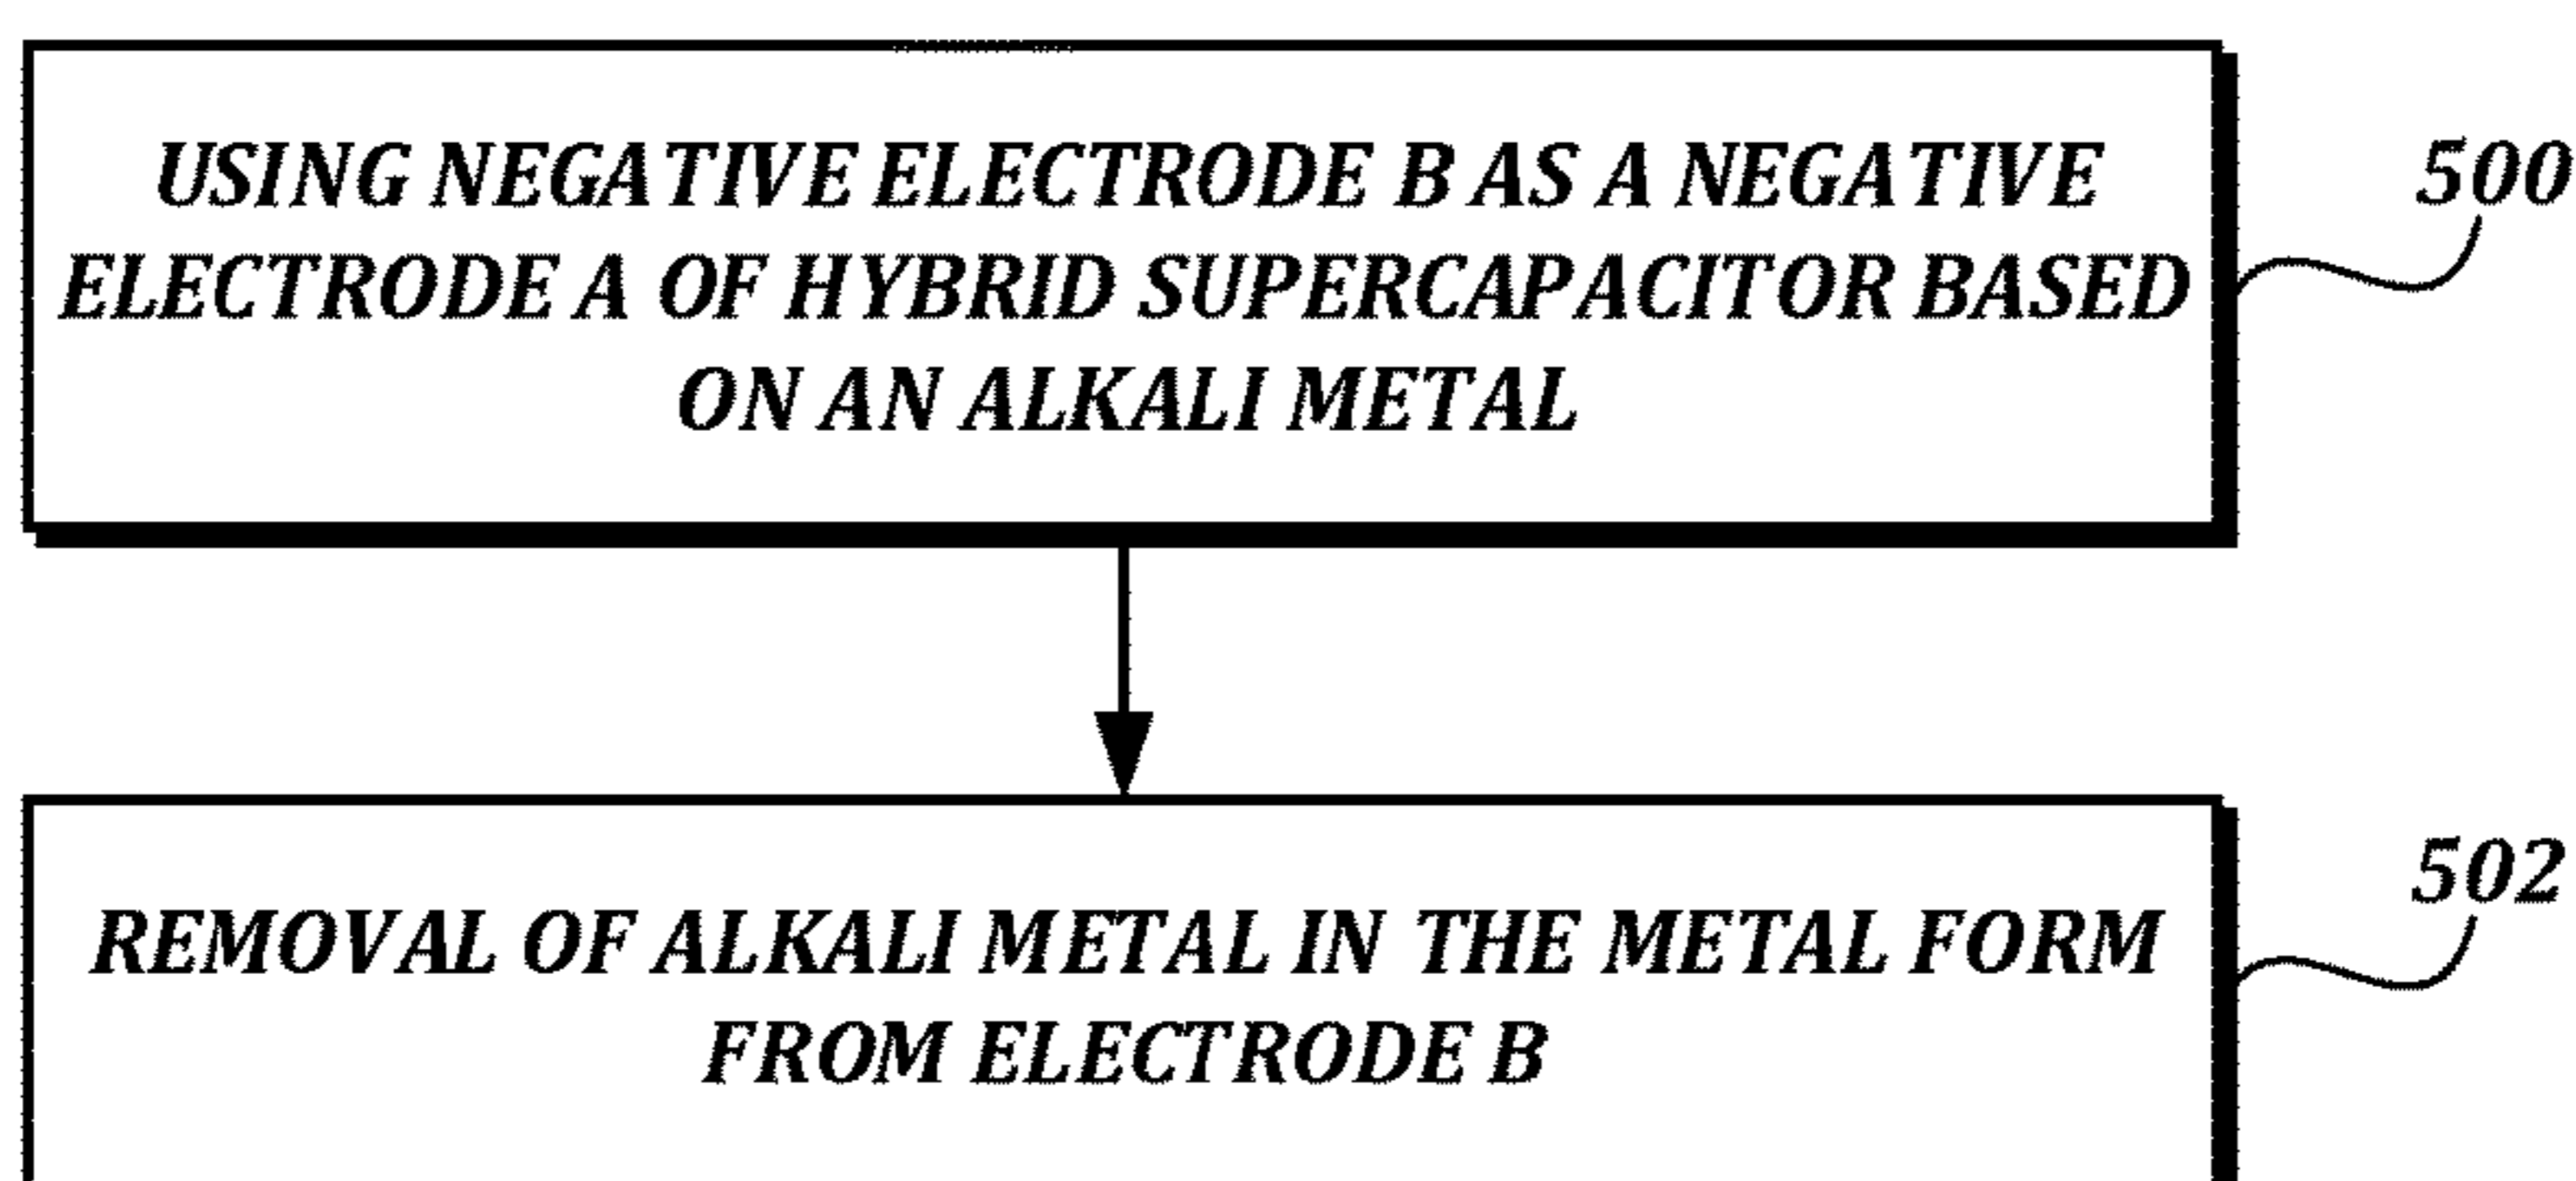 USING NEGATIVE ELECTRODE B AS A NEGATIVE
500
ELECTRODE A OF HYBRID SUPERCAPACITOR BASED
ON AN ALKALI METAL
502
REMOVAL OF ALKALI METAL IN THE METAL FORM
FROM ELECTRODE B